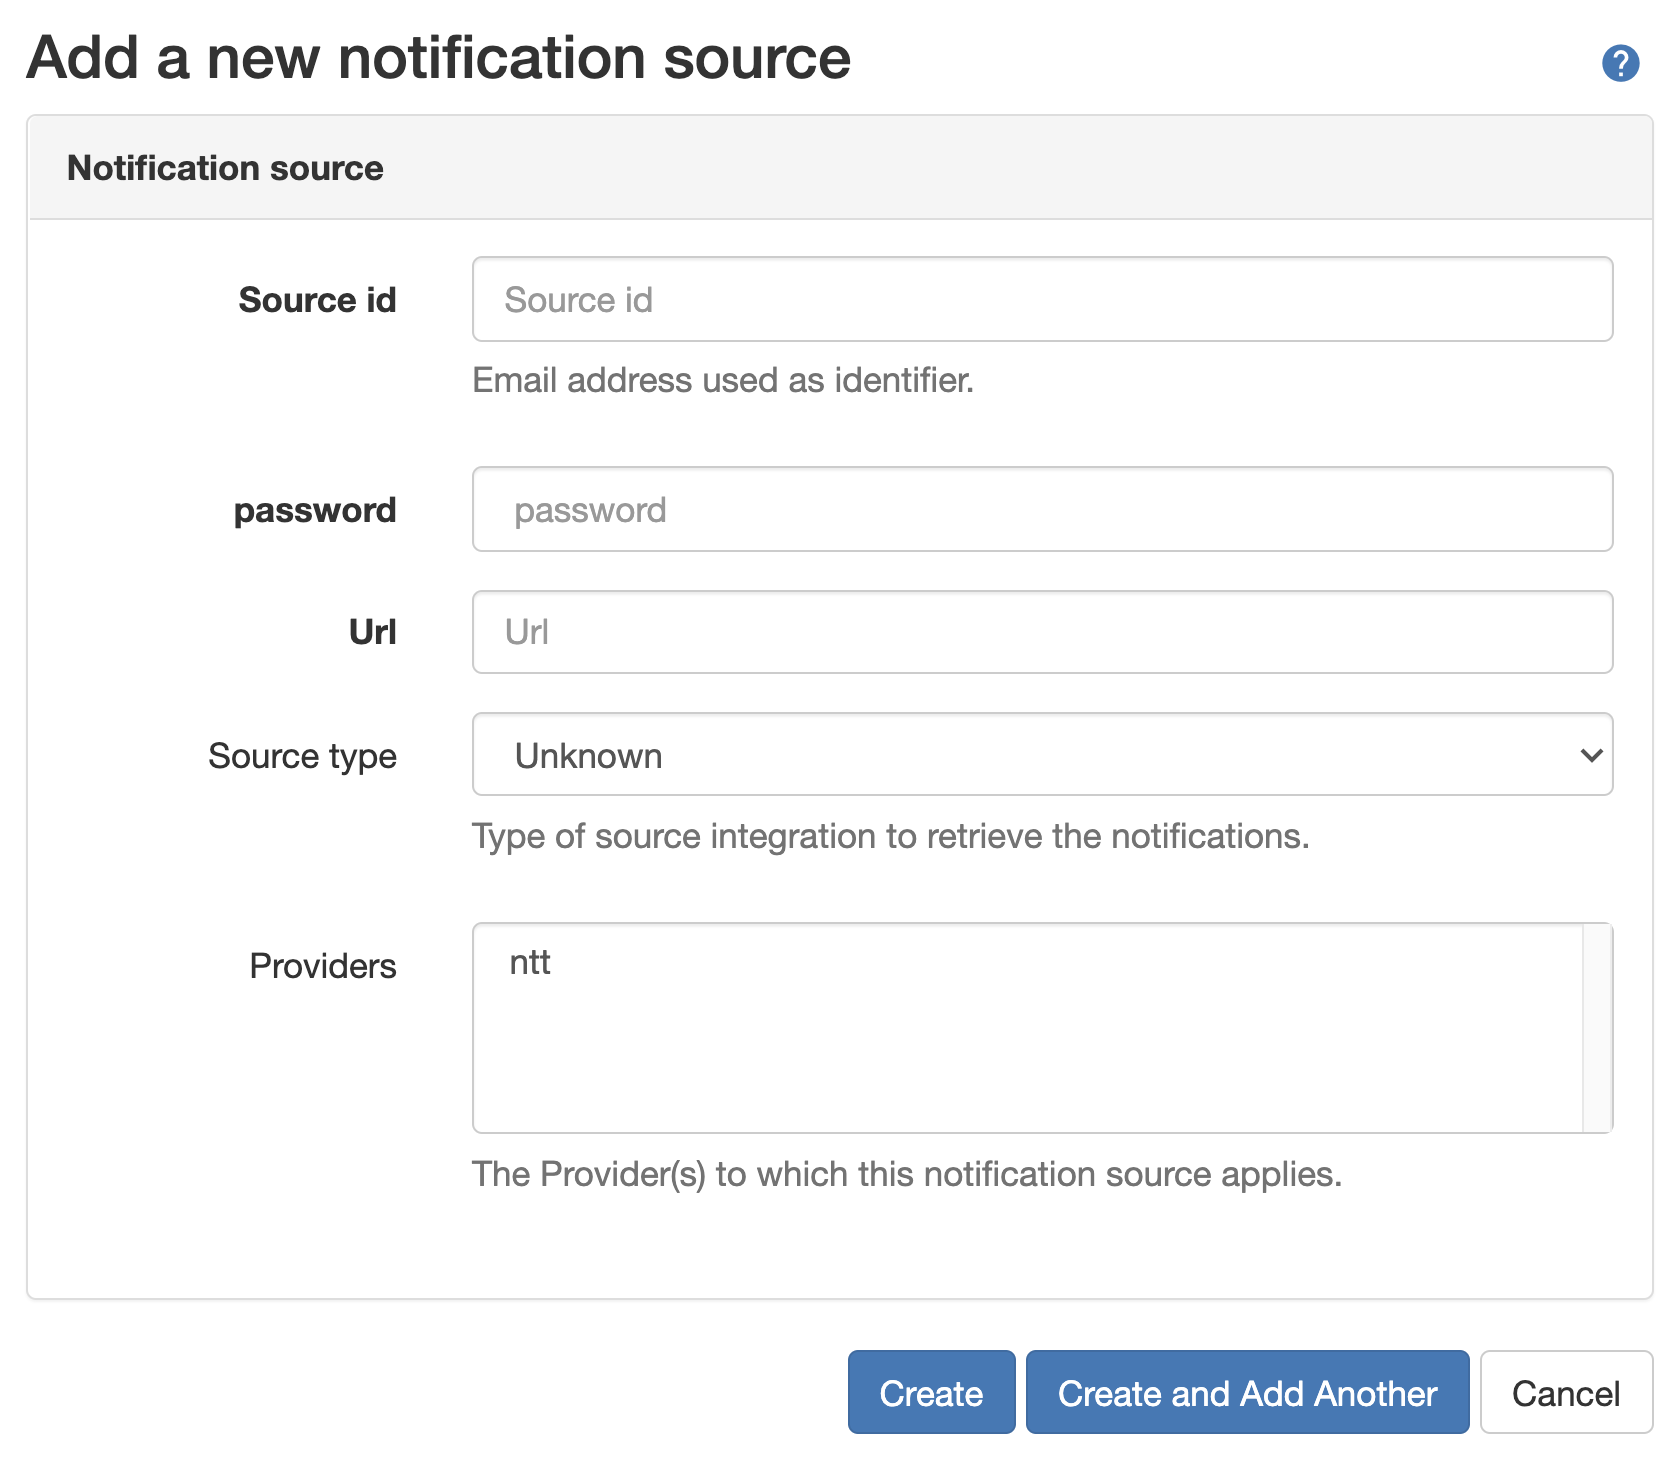 Add a new notification source
?
Notification source
Source id
Source id
Email address used as identifier.
password
password
Url
Url
Source type
Unknown
Type of source integration to retrieve the notifications.
Providers
ntt
The Provider(s) to which this notification source applies.
Create
Create and Add Another
Cancel